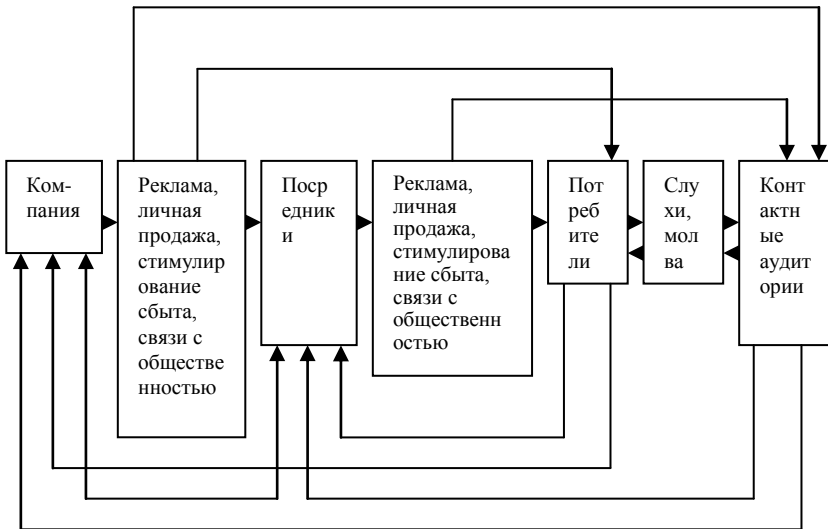 Ком-
пания
Реклама,
личная
продажа,
стимулир
ование
сбыта,
связи с
обществе
нностью
Поср
едник
и
Реклама,
личная
продажа,
стимулирова
ние сбыта,
связи с
общественн
остью
Пот
реб
ите
ли
Слу
хи,
мол
ва
Конт
актн
ые
аудит
ории